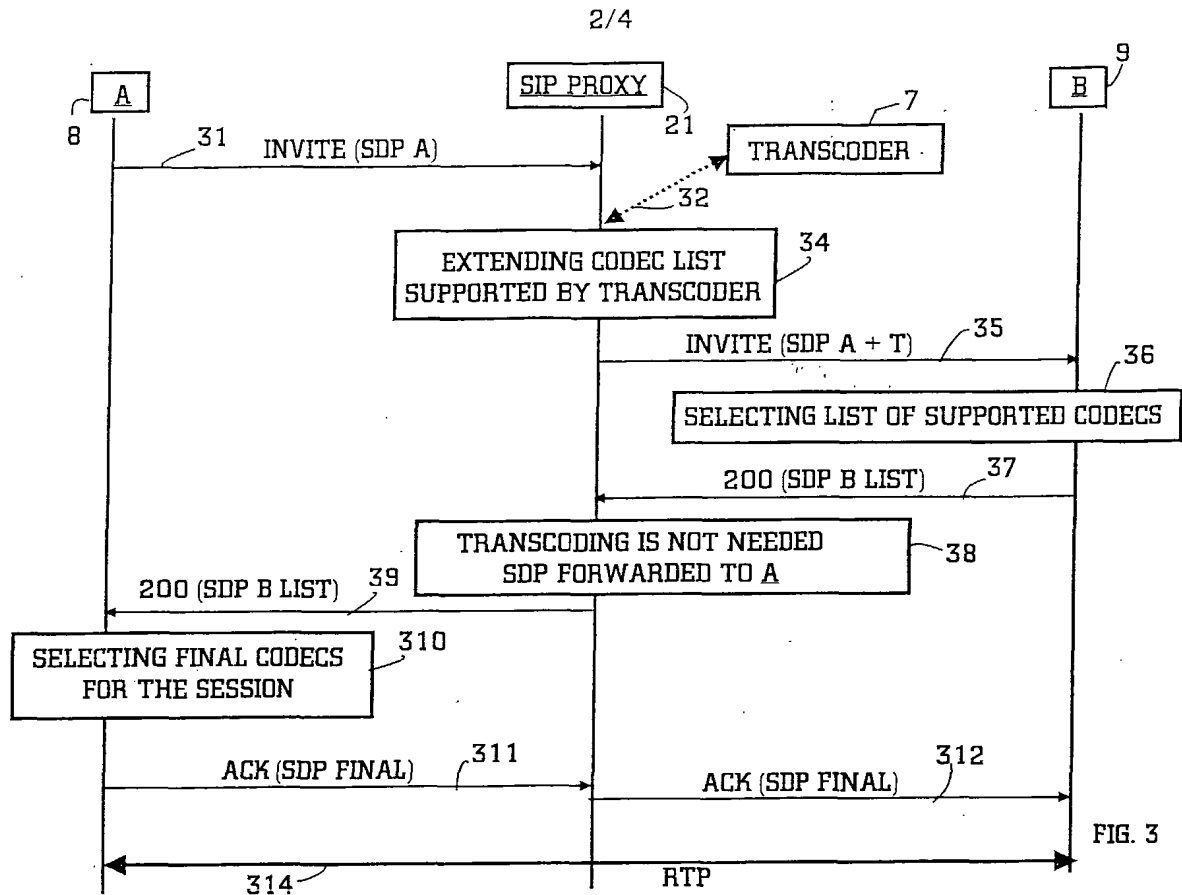 2/4
A
8
SIP PROXY
21
B
9
7
TRANSCODER
31
INVITE (SDP A)
32
EXTENDING CODEC LIST
SUPPORTED BY TRANSCODER
34
INVITE (SDP A + T)
35
36
SELECTING LIST OF SUPPORTED CODECS
200 (SDP B LIST)
37
TRANSCODING IS NOT NEEDED
SDP FORWARDED TO A
38
200 (SDP B LIST)
39
SELECTING FINAL CODECS
FOR THE SESSION
310
ACK (SDP FINAL)
311
ACK (SDP FINAL)
312
FIG. 3
314
RTP